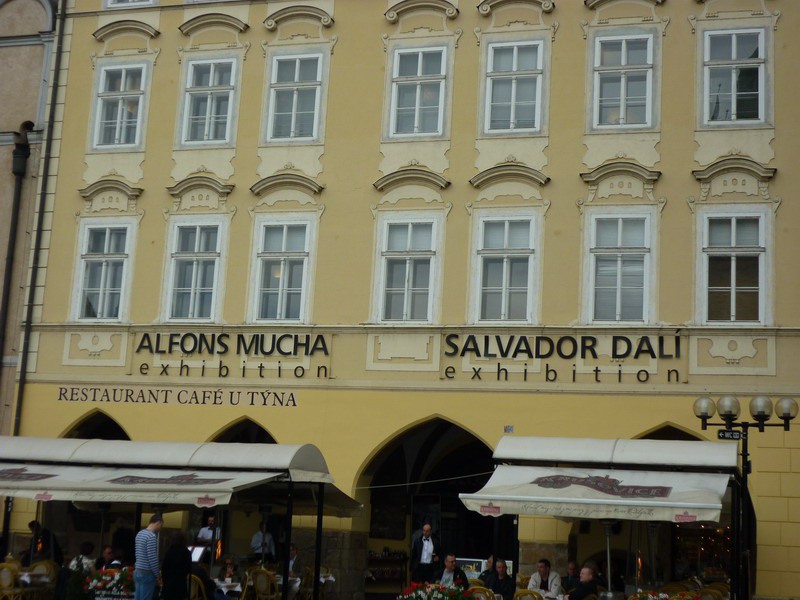 ALFONS MUCHA
exhibition
SALVADOR DALÍ
exhibition
RESTAURANT CAFÉ U TÝNA